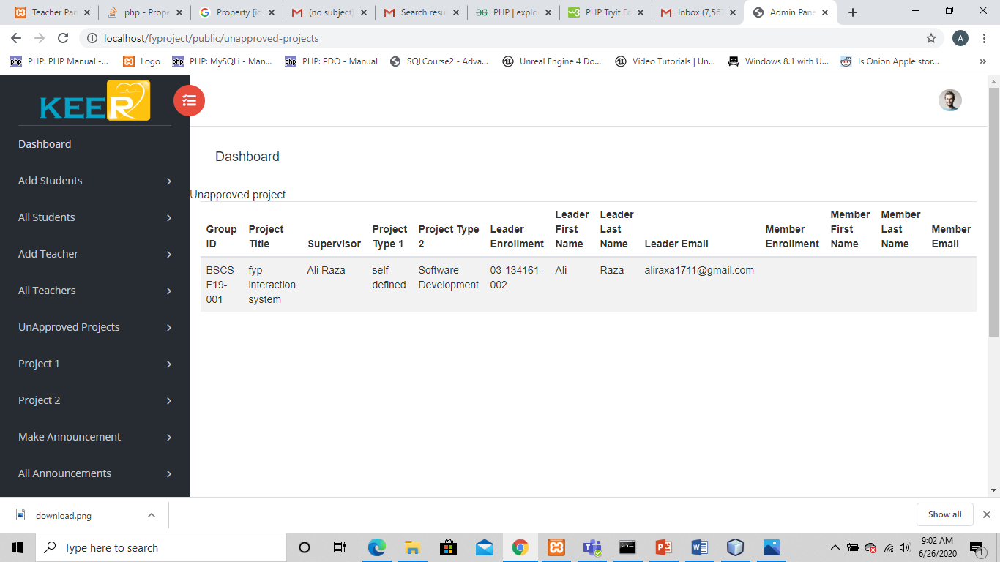 Teacher Pan
php - Prope
Property [id
(no subject)
Search resu
PHP | explo
PHP Tryit Ed
Inbox (7,567
Admin Pane
localhost/fyproject/public/unapproved-projects
A
PHP: PHP Manual -...
Logo
PHP: MySQLi - Man...
PHP: PDO - Manual
SQLCourse2 - Adva...
Unreal Engine 4 Do...
Video Tutorials | Un...
Windows 8.1 with U...
Is Onion Apple stor...
»
KEER
Dashboard
Add Students
All Students
Add Teacher
All Teachers
UnApproved Projects
Project 1
Project 2
Make Announcement
All Announcements
Dashboard
Unapproved project
Group ID Project Title Supervisor Project Type 1 Project Type 2 Leader Enrollment Leader First Name Leader Last Name Leader Email Member Enrollment Member First Name Member Last Name Member Email
BSCS-F19-001 fyp interaction system Ali Raza self defined Software Development 03-134161-002 Ali Raza aliraxa1711@gmail.com
download.png
Show all
Type here to search
9:02 AM
6/26/2020
1